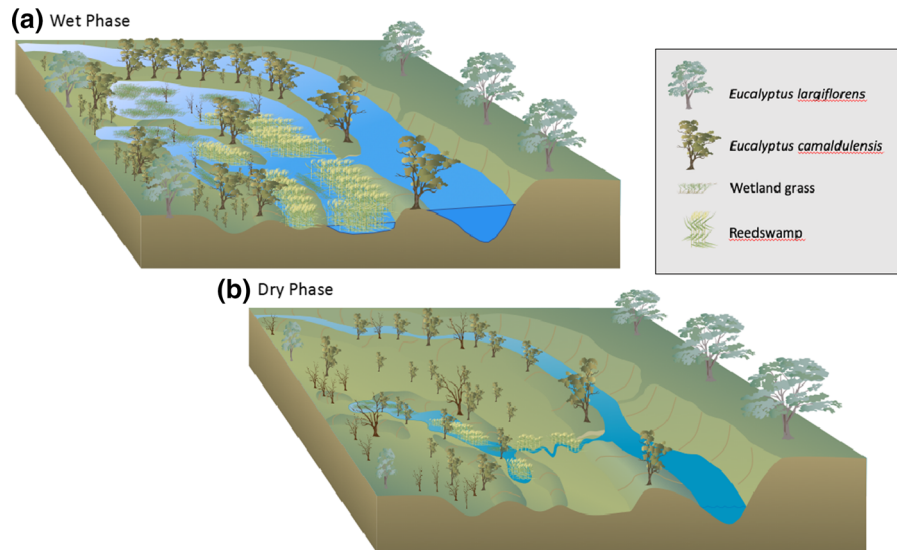 (a) Wet Phase
Eucalyptus largiflorens
Eucalyptus camaldulensis
Wetland grass
Reedswamp
(b) Dry Phase